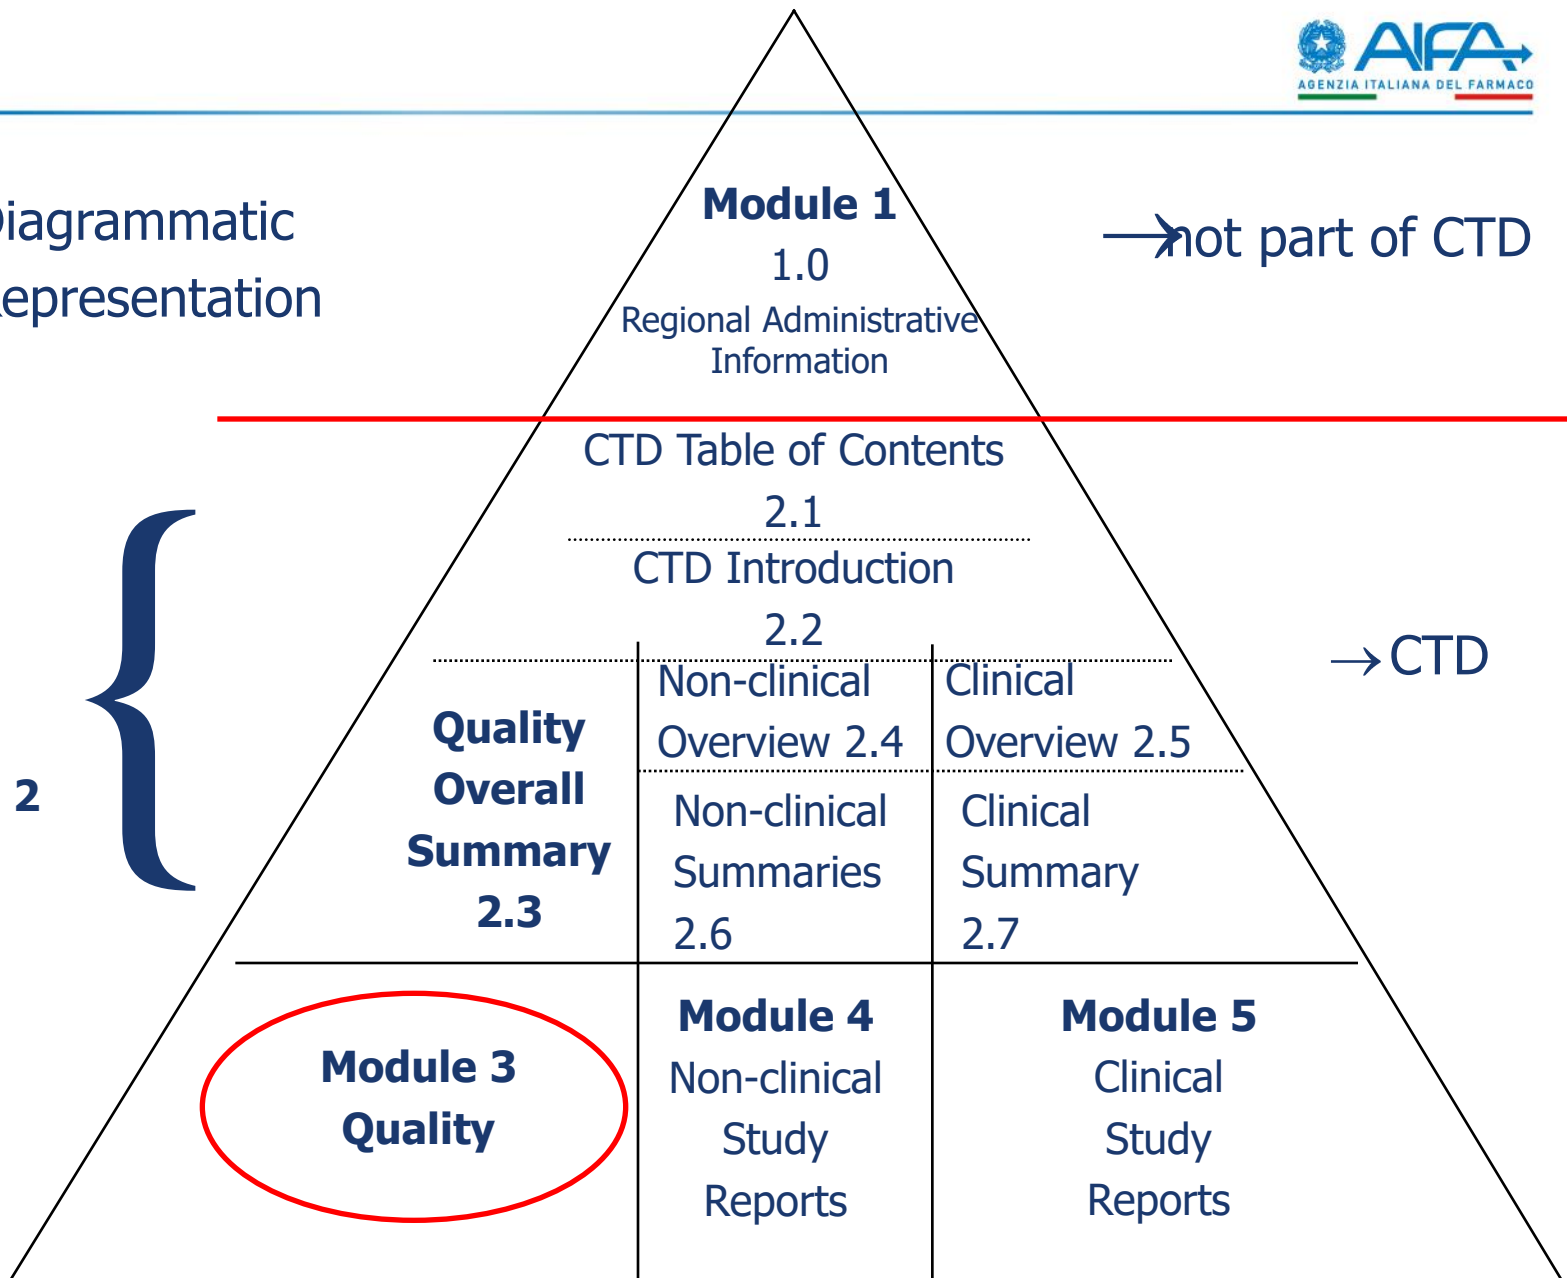 AIFA
AGENZIA ITALIANA DEL FARMACO
Diagrammatic
Representation
Module 1
1.0
Regional Administrative
Information
→not part of CTD
CTD Table of Contents
2.1
CTD Introduction
2.2
2
Quality
Overall
Summary
2.3
Non-clinical
Overview 2.4
Clinical
Overview 2.5
Non-clinical
Summaries
2.6
Clinical
Summary
2.7
→CTD
Module 3
Quality
Module 4
Non-clinical
Study
Reports
Module 5
Clinical
Study
Reports